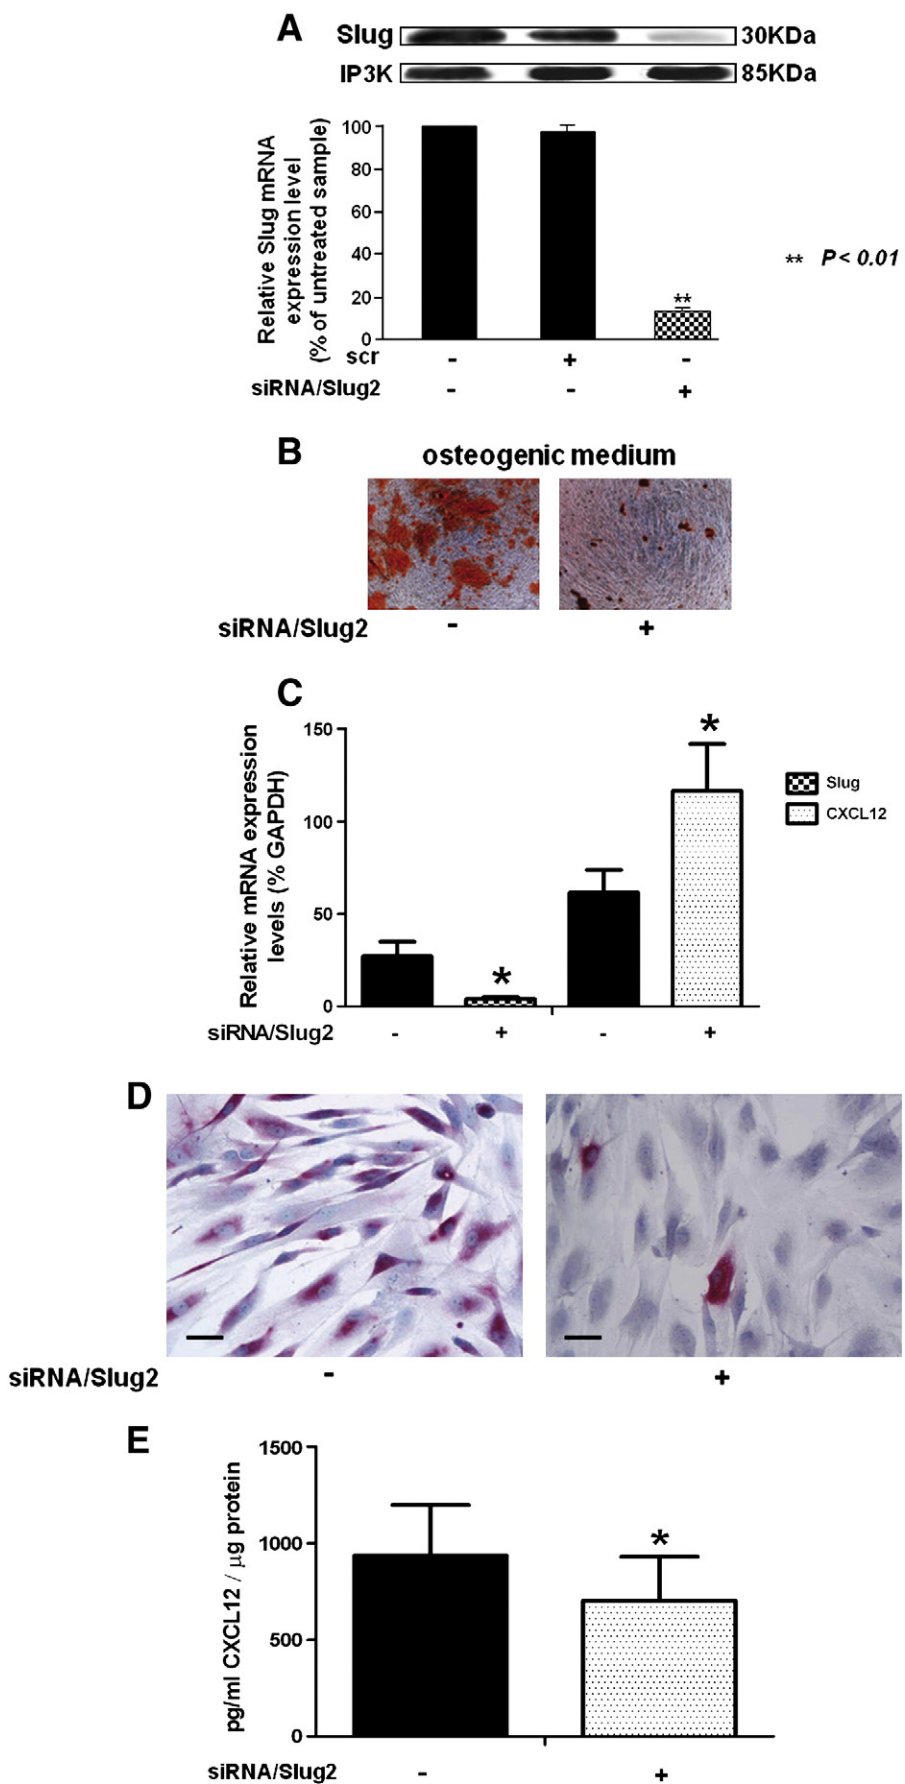 A
Slug 30KDa
IP3K 85KDa
Relative Slug mRNA
expression level
(% of untreated sample)
100
80
60
40
20
0
**
** P< 0.01
scr - + -
siRNA/Slug2 - - +
B
osteogenic medium
siRNA/Slug2 - +
C
Relative mRNA expression
levels (% GAPDH)
150
100
50
0
*
*
Slug
CXCL12
siRNA/Slug2 - + - +
D
siRNA/Slug2 - +
E
pg/ml CXCL12 / µg protein
1500
1000
500
0
*
siRNA/Slug2 - +